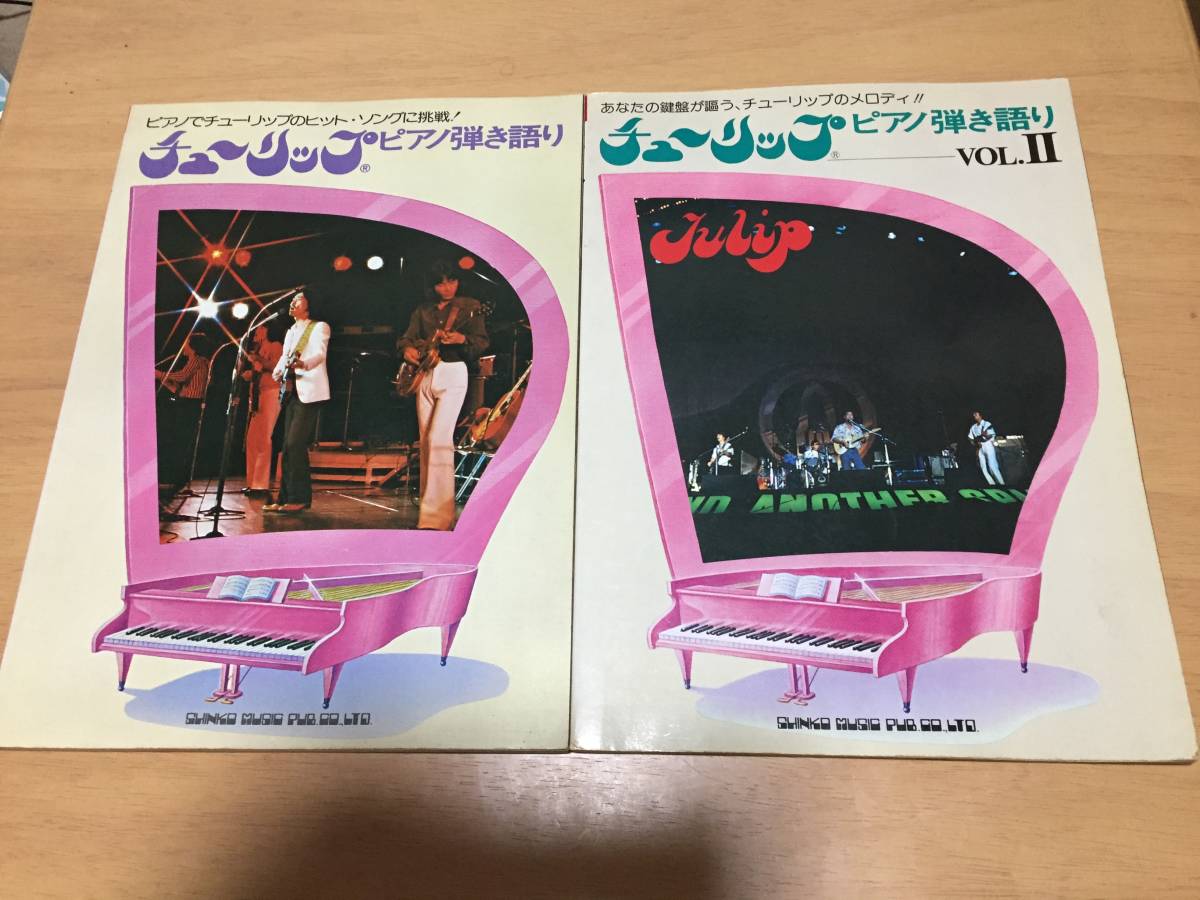 ピアノでチューリップのヒット・ソングに挑戦!
チューリップ®ピアノ弾き語り
SHINKO MUSIC PUB. CO., LTD.
あなたの鍵盤が謳う、チューリップのメロディ!!
チューリップ®ピアノ弾き語り
VOL.II
Tulip
ND ANOTHER
SHINKO MUSIC PUB. CO., LTD.